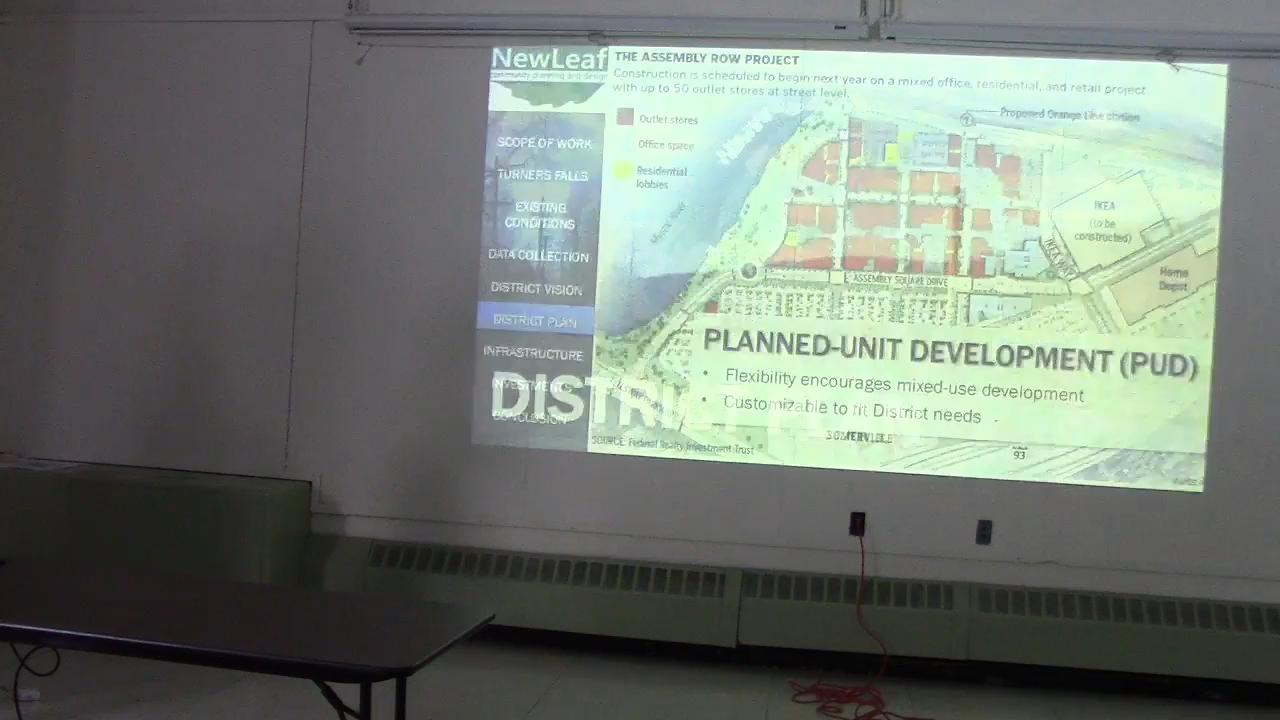 NewLeaf
community planning and design
SCOPE OF WORK
TURNERS FALLS
EXISTING
CONDITIONS
DATA COLLECTION
DISTRICT VISION
DISTRICT PLAN
INFRASTRUCTURE
INVESTMENTS
CONCLUSION
THE ASSEMBLY ROW PROJECT
Construction is scheduled to begin next year on a mixed office, residential, and retail project
with up to 50 outlet stores at street level.
Outlet stores
Office space
Residential
lobbies
Proposed Orange Line station
IKEA
(to be
constructed)
IKEA WAY
Home
Depot
ASSEMBLY SQUARE DRIVE
PLANNED-UNIT DEVELOPMENT (PUD)
• Flexibility encourages mixed-use development
• Customizable to fit District needs
SOMERVILLE
SOURCE: Federal Realty Investment Trust
93